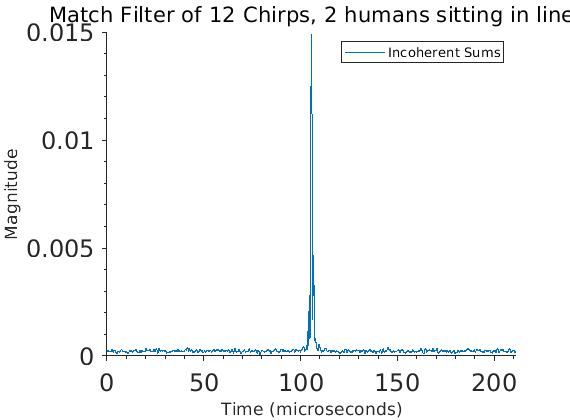 Match Filter of 12 Chirps, 2 humans sitting in line
Incoherent Sums
0.015
0.01
0.005
0
Magnitude
0 50 100 150 200
Time (microseconds)